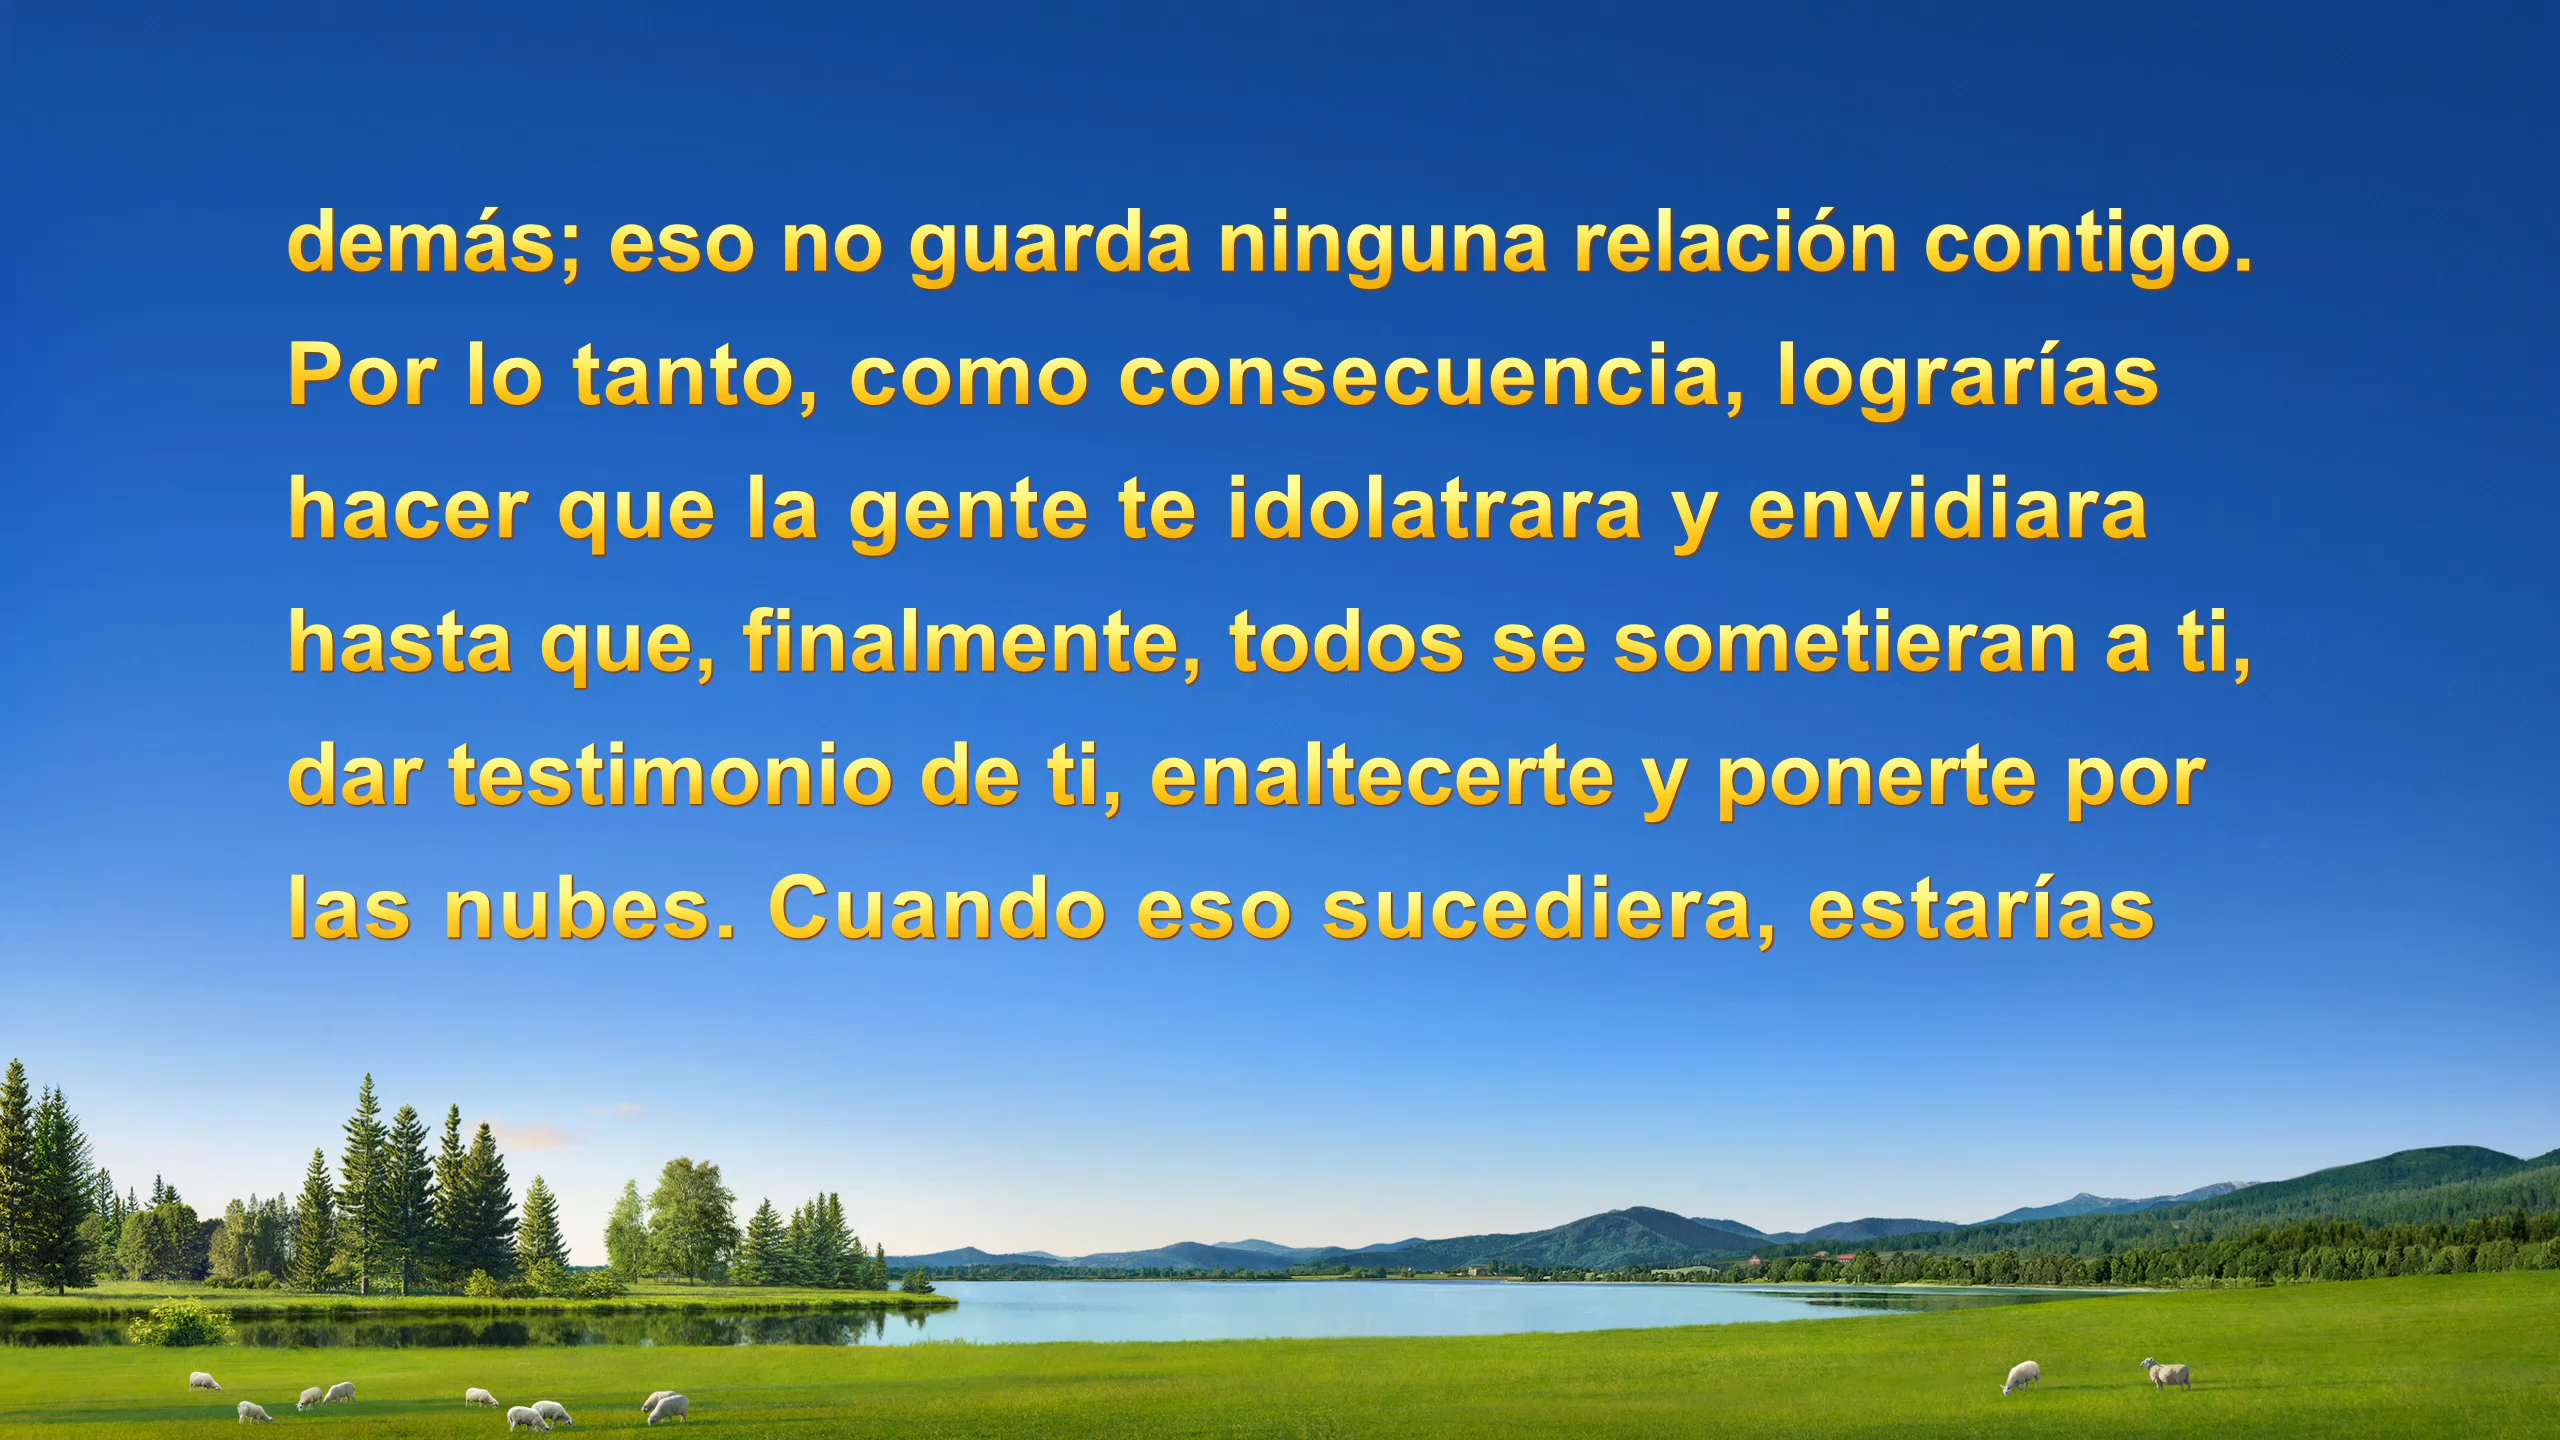 demás; eso no guarda ninguna relación contigo.
Por lo tanto, como consecuencia, lograrías
hacer que la gente te idolatrara y envidiara
hasta que, finalmente, todos se sometieran a ti,
dar testimonio de ti, enaltecerte y ponerte por
las nubes. Cuando eso sucediera, estarías